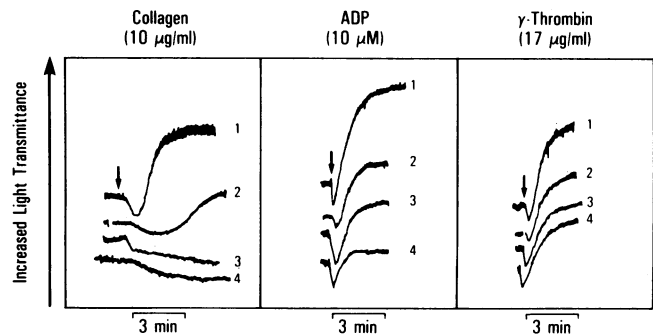 Collagen
(10 µg/ml)
ADP
(10 µM)
γ-Thrombin
(17 µg/ml)
Increased Light Transmittance
1
2
3
4
1
2
3
4
1
2
3
4
3 min
3 min
3 min